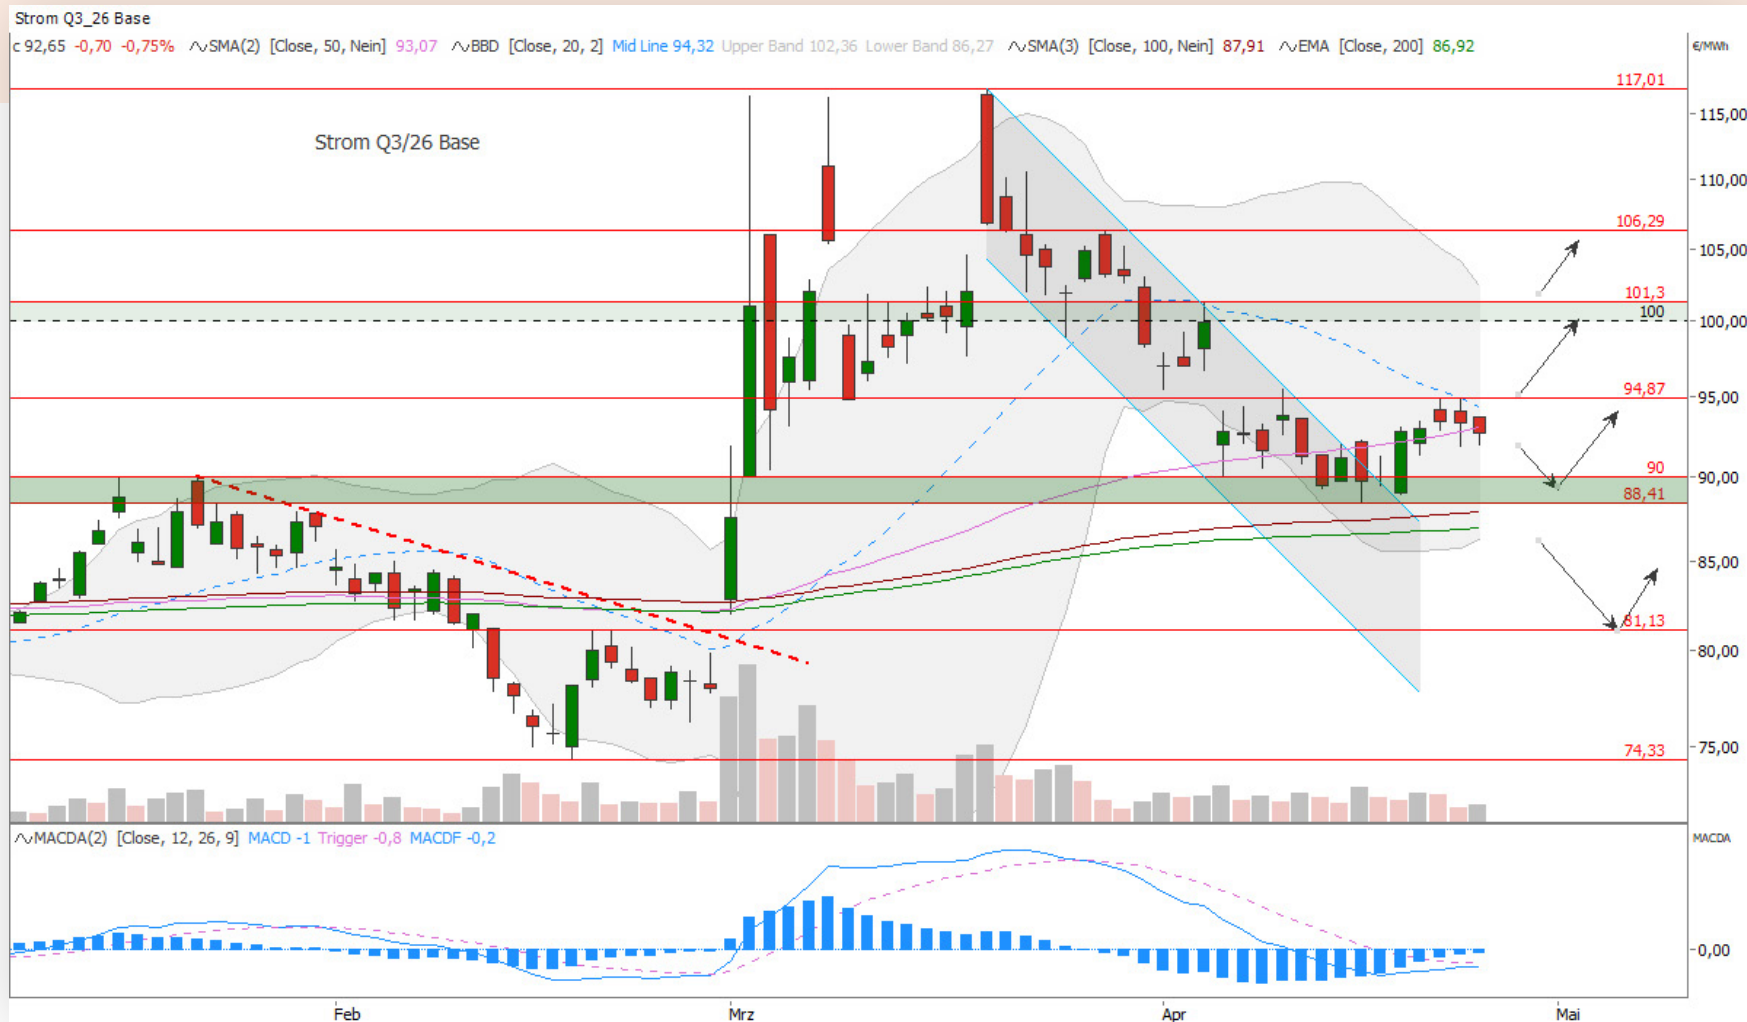 Strom Q3_26 Base
c 92,65 -0,70 -0,75% SMA(2) [Close, 50, Nein] 93,07 BBD [Close, 20, 2] Mid Line 94,32 Upper Band 102,36 Lower Band 86,27 SMA(3) [Close, 100, Nein] 87,91 EMA [Close, 200] 86,92
€/MWh
117,01
115,00
Strom Q3/26 Base
110,00
106,29
105,00
101,3
100
100,00
94,87
95,00
90
90,00
88,41
85,00
81,13
80,00
75,00
74,33
MACDA(2) [Close, 12, 26, 9] MACD -1 Trigger -0,8 MACDF -0,2
MACDA
0,00
Feb Mrz Apr Mai